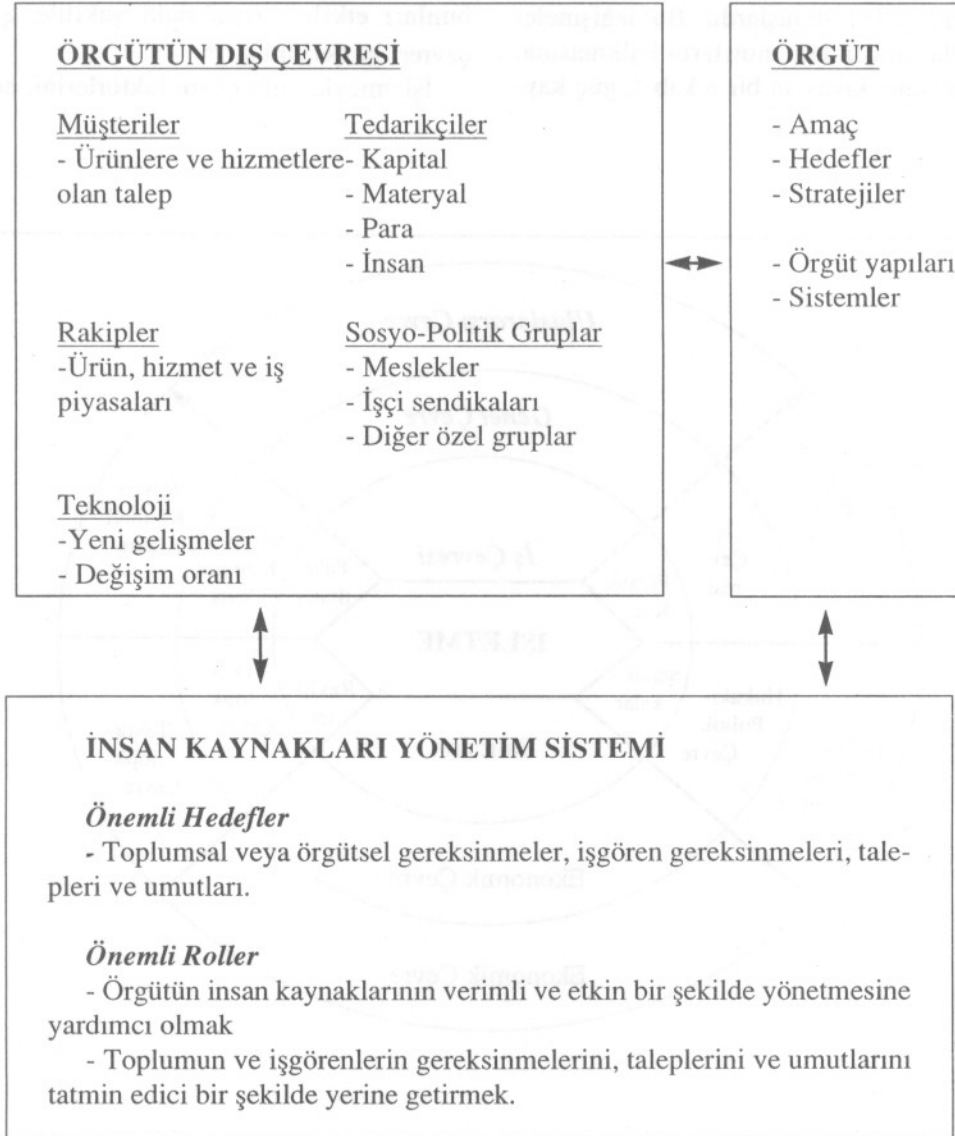 ÖRGÜTÜN DIŞ ÇEVRESİ
Müşteriler
- Ürünlere ve hizmetlere
olan talep
Tedarikçiler
- Kapital
- Materyal
- Para
- İnsan
Rakipler
-Ürün, hizmet ve iş
piyasaları
Sosyo-Politik Gruplar
- Meslekler
- İşçi sendikaları
- Diğer özel gruplar
Teknoloji
-Yeni gelişmeler
- Değişim oranı
ÖRGÜT
- Amaç
- Hedefler
- Stratejiler
- Örgüt yapıları
- Sistemler
İNSAN KAYNAKLARI YÖNETİM SİSTEMİ
Önemli Hedefler
- Toplumsal veya örgütsel gereksinmeler, işgören gereksinmeleri, tale-
pleri ve umutları.
Önemli Roller
- Örgütün insan kaynaklarının verimli ve etkin bir şekilde yönetmesine
yardımcı olmak
- Toplumun ve işgörenlerin gereksinmelerini, taleplerini ve umutlarını
tatmin edici bir şekilde yerine getirmek.